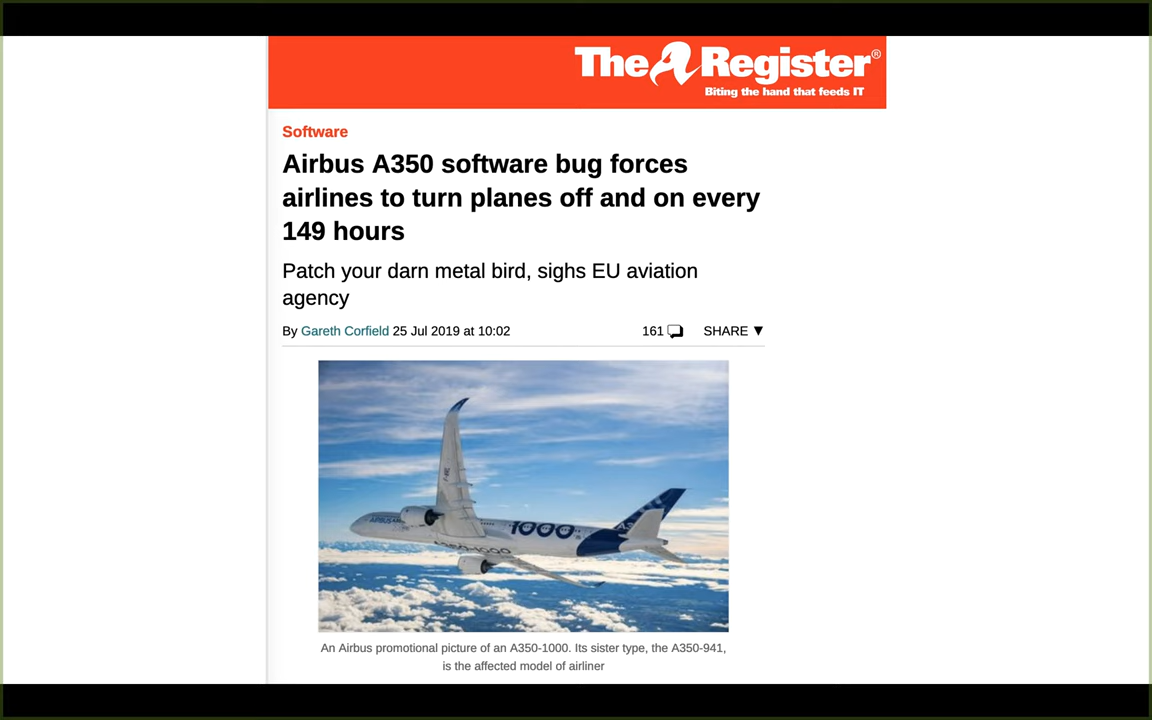 The Register®
Biting the hand that feeds IT
Software
Airbus A350 software bug forces
airlines to turn planes off and on every
149 hours
Patch your darn metal bird, sighs EU aviation
agency
By Gareth Corfield 25 Jul 2019 at 10:02 161 SHARE ▼
AIRBUS
1000
A350-1000
A3
An Airbus promotional picture of an A350-1000. Its sister type, the A350-941,
is the affected model of airliner